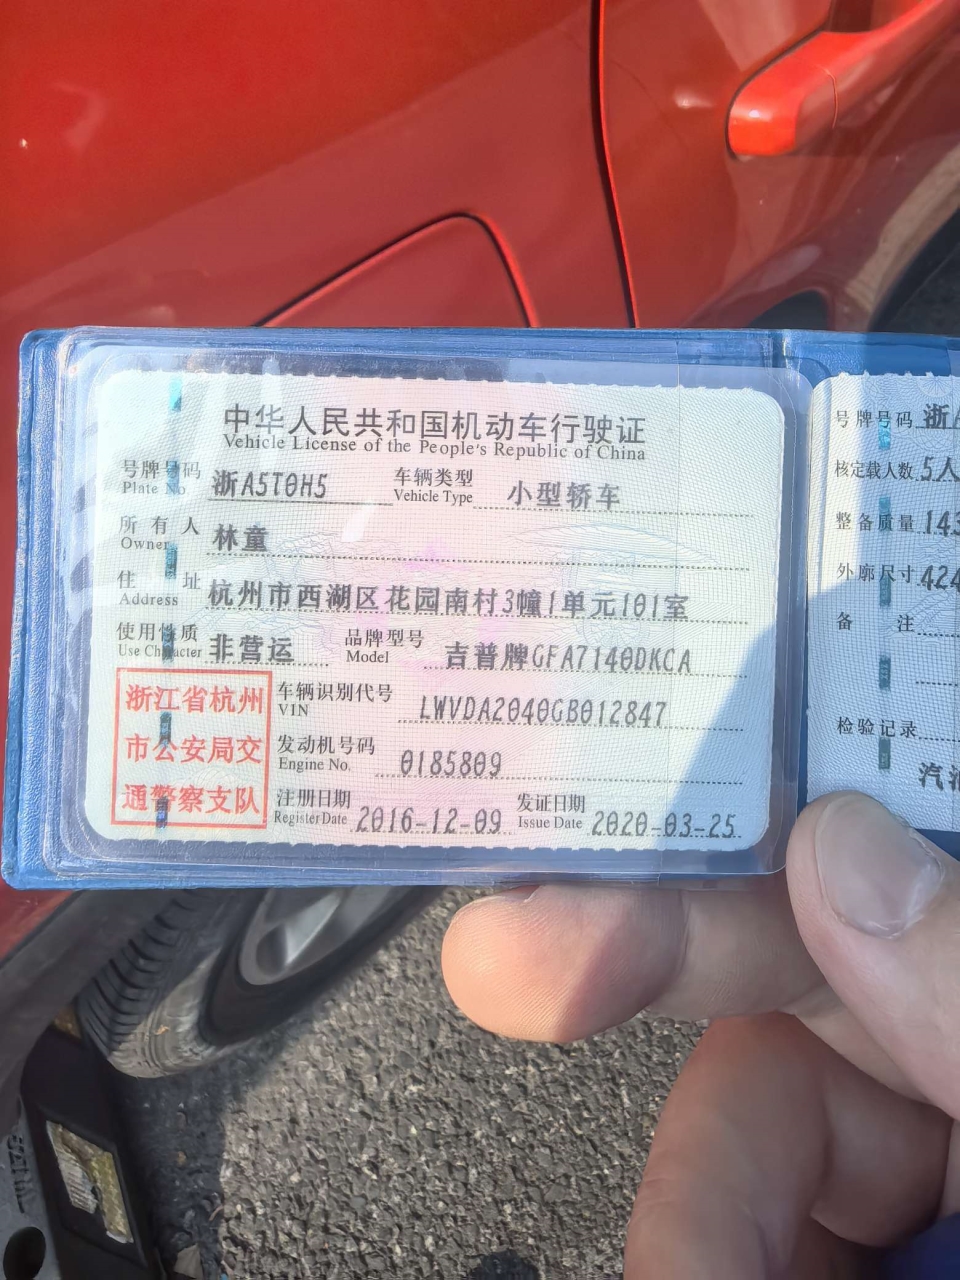 中华人民共和国机动车行驶证
Vehicle License of the People's Republic of China
号牌号码 浙A5T0H5 车辆类型 小型轿车
Plate No. Vehicle Type
所有人 林童
Owner
住址 杭州市西湖区花园南村3幢1单元101室
Address
使用性质 非营运 品牌型号 吉普牌GFA7140DKCA
Use Character Model
浙江省杭州
市公安局交
通警察支队
车辆识别代号 LWVDA2040GB012847
VIN
发动机号码 0185809
Engine No.
注册日期 2016-12-09 发证日期 2020-03-25
Register Date Issue Date
号牌号码 浙A
核定载人数 5人
整备质量 143
外廓尺寸 424
备注
检验记录
汽油